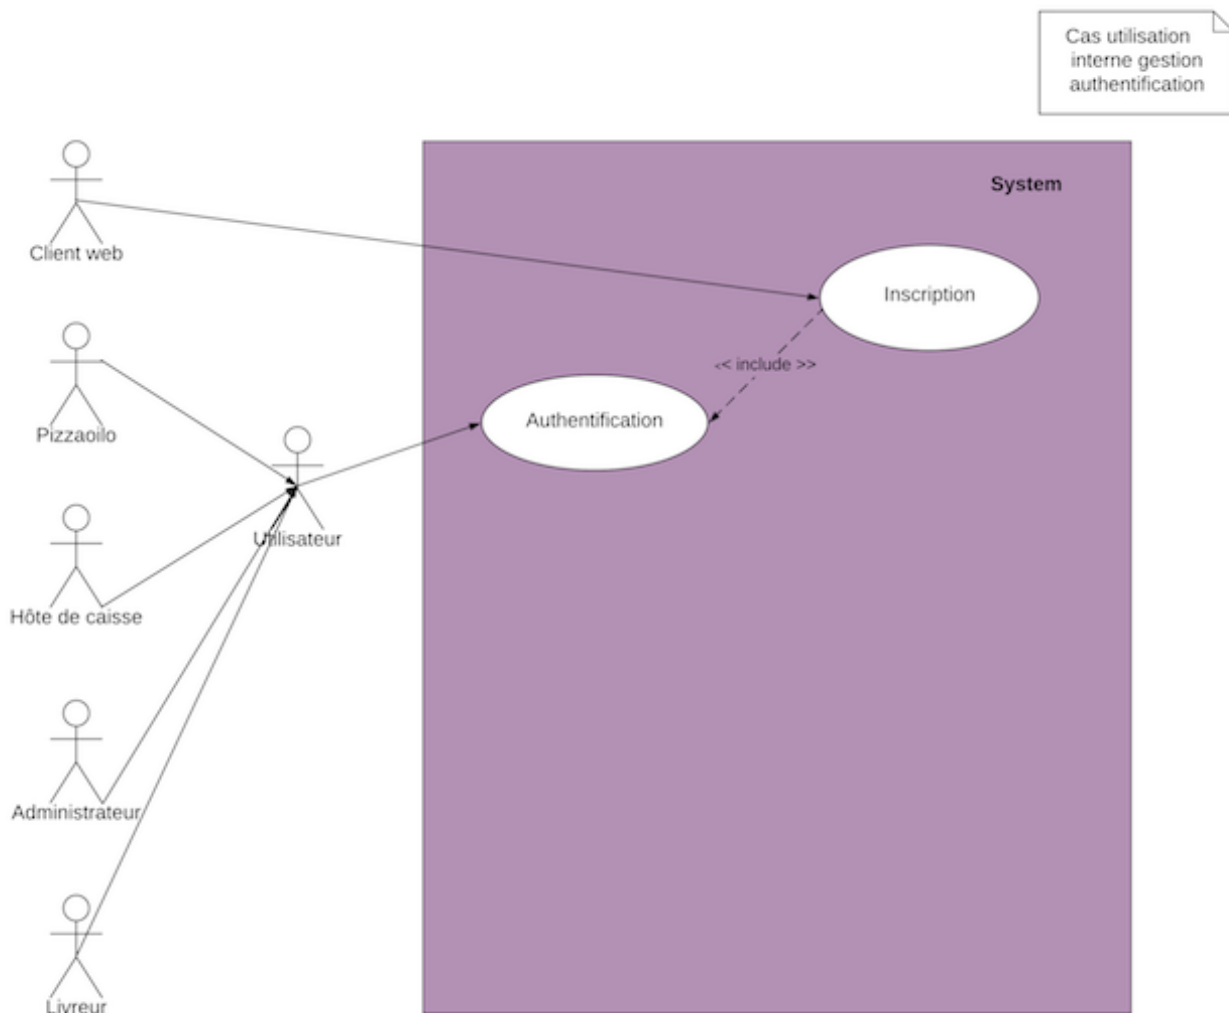 Cas utilisation
interne gestion
authentification
System
Client web
Inscription
Pizzaoilo
<< include >>
Authentification
Utilisateur
Hôte de caisse
Administrateur
Livreur